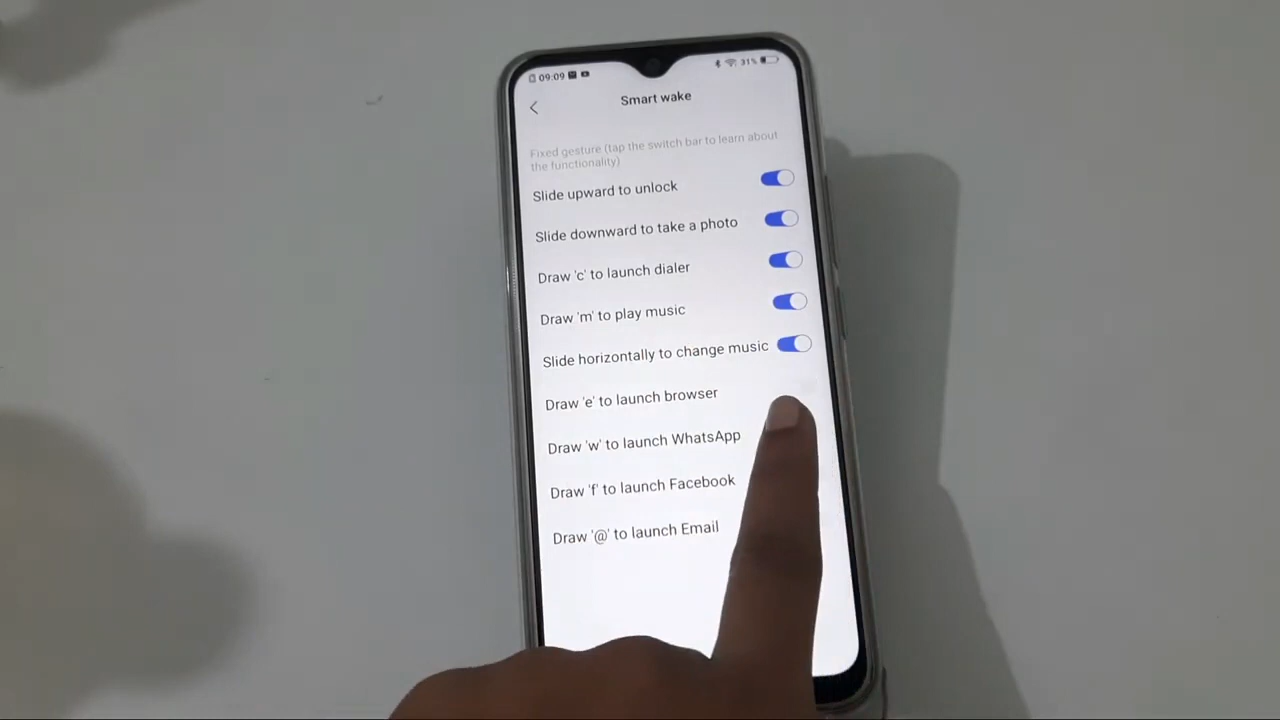 09:09
31%
Smart wake
Fixed gesture (tap the switch bar to learn about
the functionality)
Slide upward to unlock
Slide downward to take a photo
Draw 'c' to launch dialer
Draw 'm' to play music
Slide horizontally to change music
Draw 'e' to launch browser
Draw 'w' to launch WhatsApp
Draw 'f' to launch Facebook
Draw '@' to launch Email